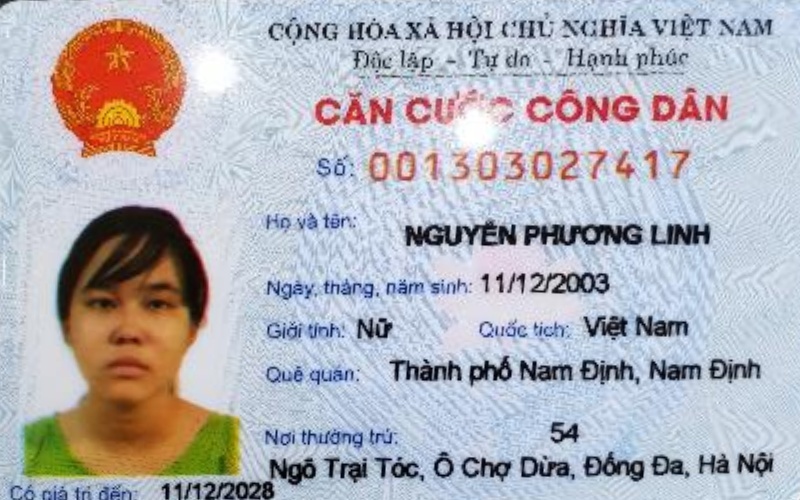 CỘNG HÒA XÃ HỘI CHỦ NGHĨA VIỆT NAM
Độc lập - Tự do - Hạnh phúc
CĂN CƯỚC CÔNG DÂN
Số: 001303027417
Họ và tên: NGUYỄN PHƯƠNG LINH
Ngày, tháng, năm sinh: 11/12/2003
Giới tính: Nữ Quốc tịch: Việt Nam
Quê quán: Thành phố Nam Định, Nam Định
Nơi thường trú: 54
Ngõ Trại Tóc, Ô Chợ Dừa, Đống Đa, Hà Nội
Có giá trị đến: 11/12/2028